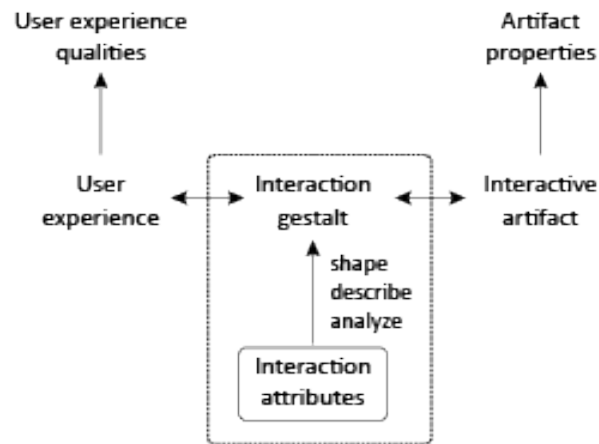 User experience
qualities
Artifact
properties
User
experience
Interaction
gestalt
Interactive
artifact
shape
describe
analyze
Interaction
attributes